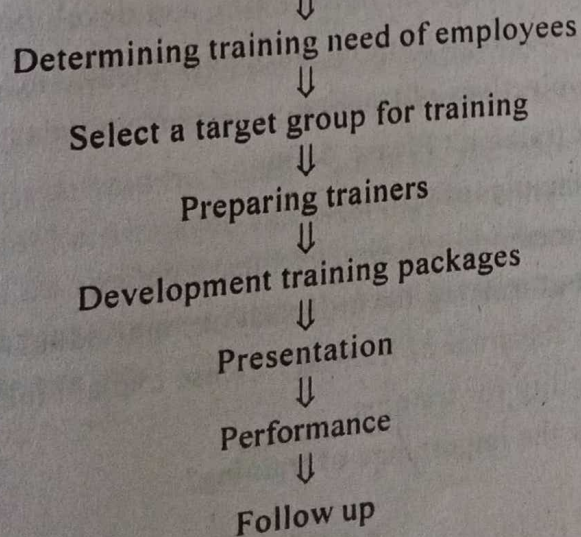 ⇓
Determining training need of employees
⇓
Select a target group for training
⇓
Preparing trainers
⇓
Development training packages
⇓
Presentation
⇓
Performance
⇓
Follow up